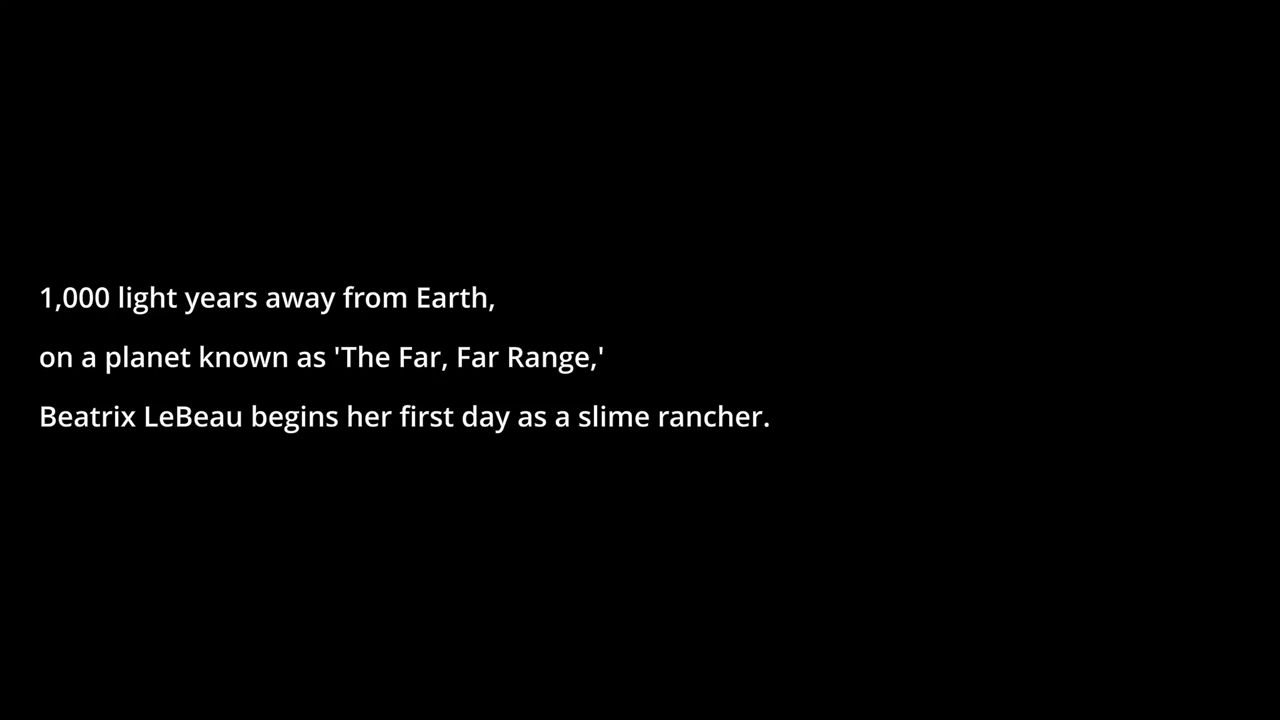 1,000 light years away from Earth,
on a planet known as 'The Far, Far Range,'
Beatrix LeBeau begins her first day as a slime rancher.